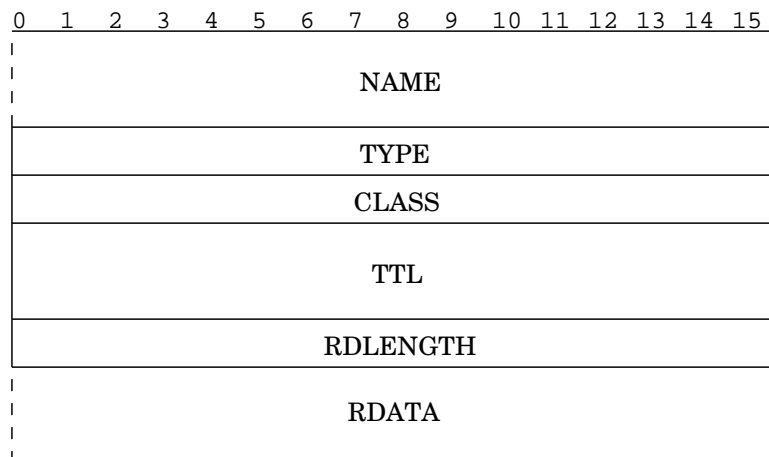 0 1 2 3 4 5 6 7 8 9 10 11 12 13 14 15
NAME
TYPE
CLASS
TTL
RDLENGTH
RDATA